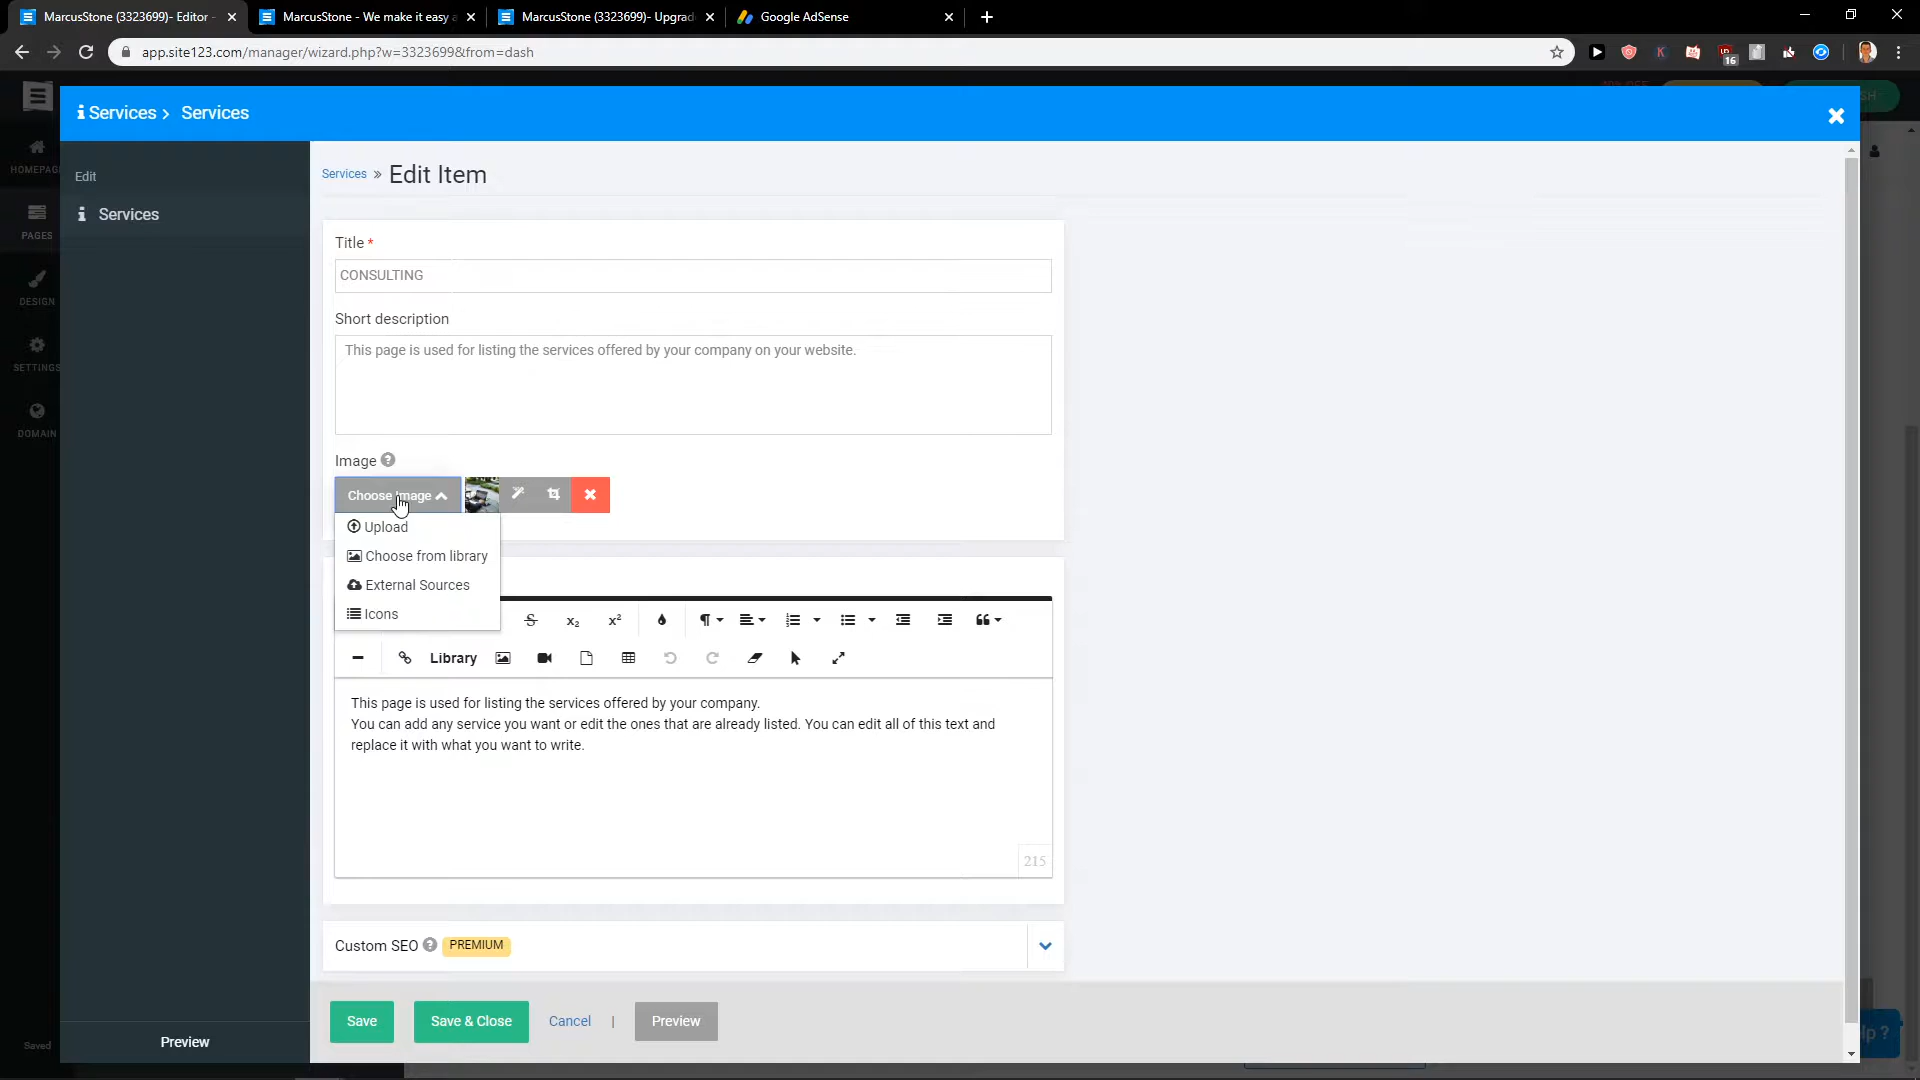 MarcusStone (3323699)- Editor -
MarcusStone - We make it easy a
MarcusStone (3323699)- Upgrad
Google AdSense
app.site123.com/manager/wizard.php?w=3323699&from=dash
16
Services > Services
HOMEPAG
PAGES
DESIGN
SETTINGS
DOMAIN
Saved
Edit
Services
Preview
Services » Edit Item
Title *
CONSULTING
Short description
This page is used for listing the services offered by your company on your website.
Image
Choose Image
Upload
Choose from library
External Sources
Icons
Library
This page is used for listing the services offered by your company.
You can add any service you want or edit the ones that are already listed. You can edit all of this text and
replace it with what you want to write.
215
Custom SEO PREMIUM
Save
Save & Close
Cancel
|
Preview
lp ?